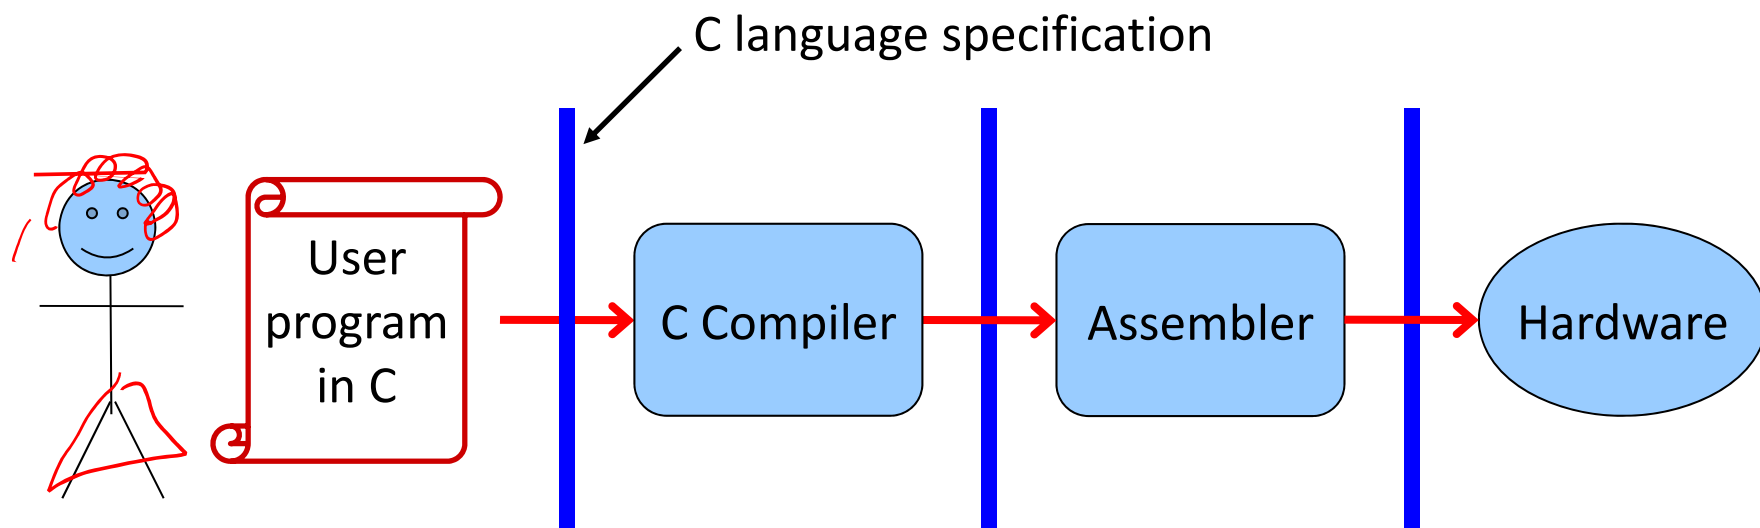 C language specification
User
program
in C
C Compiler
Assembler
Hardware